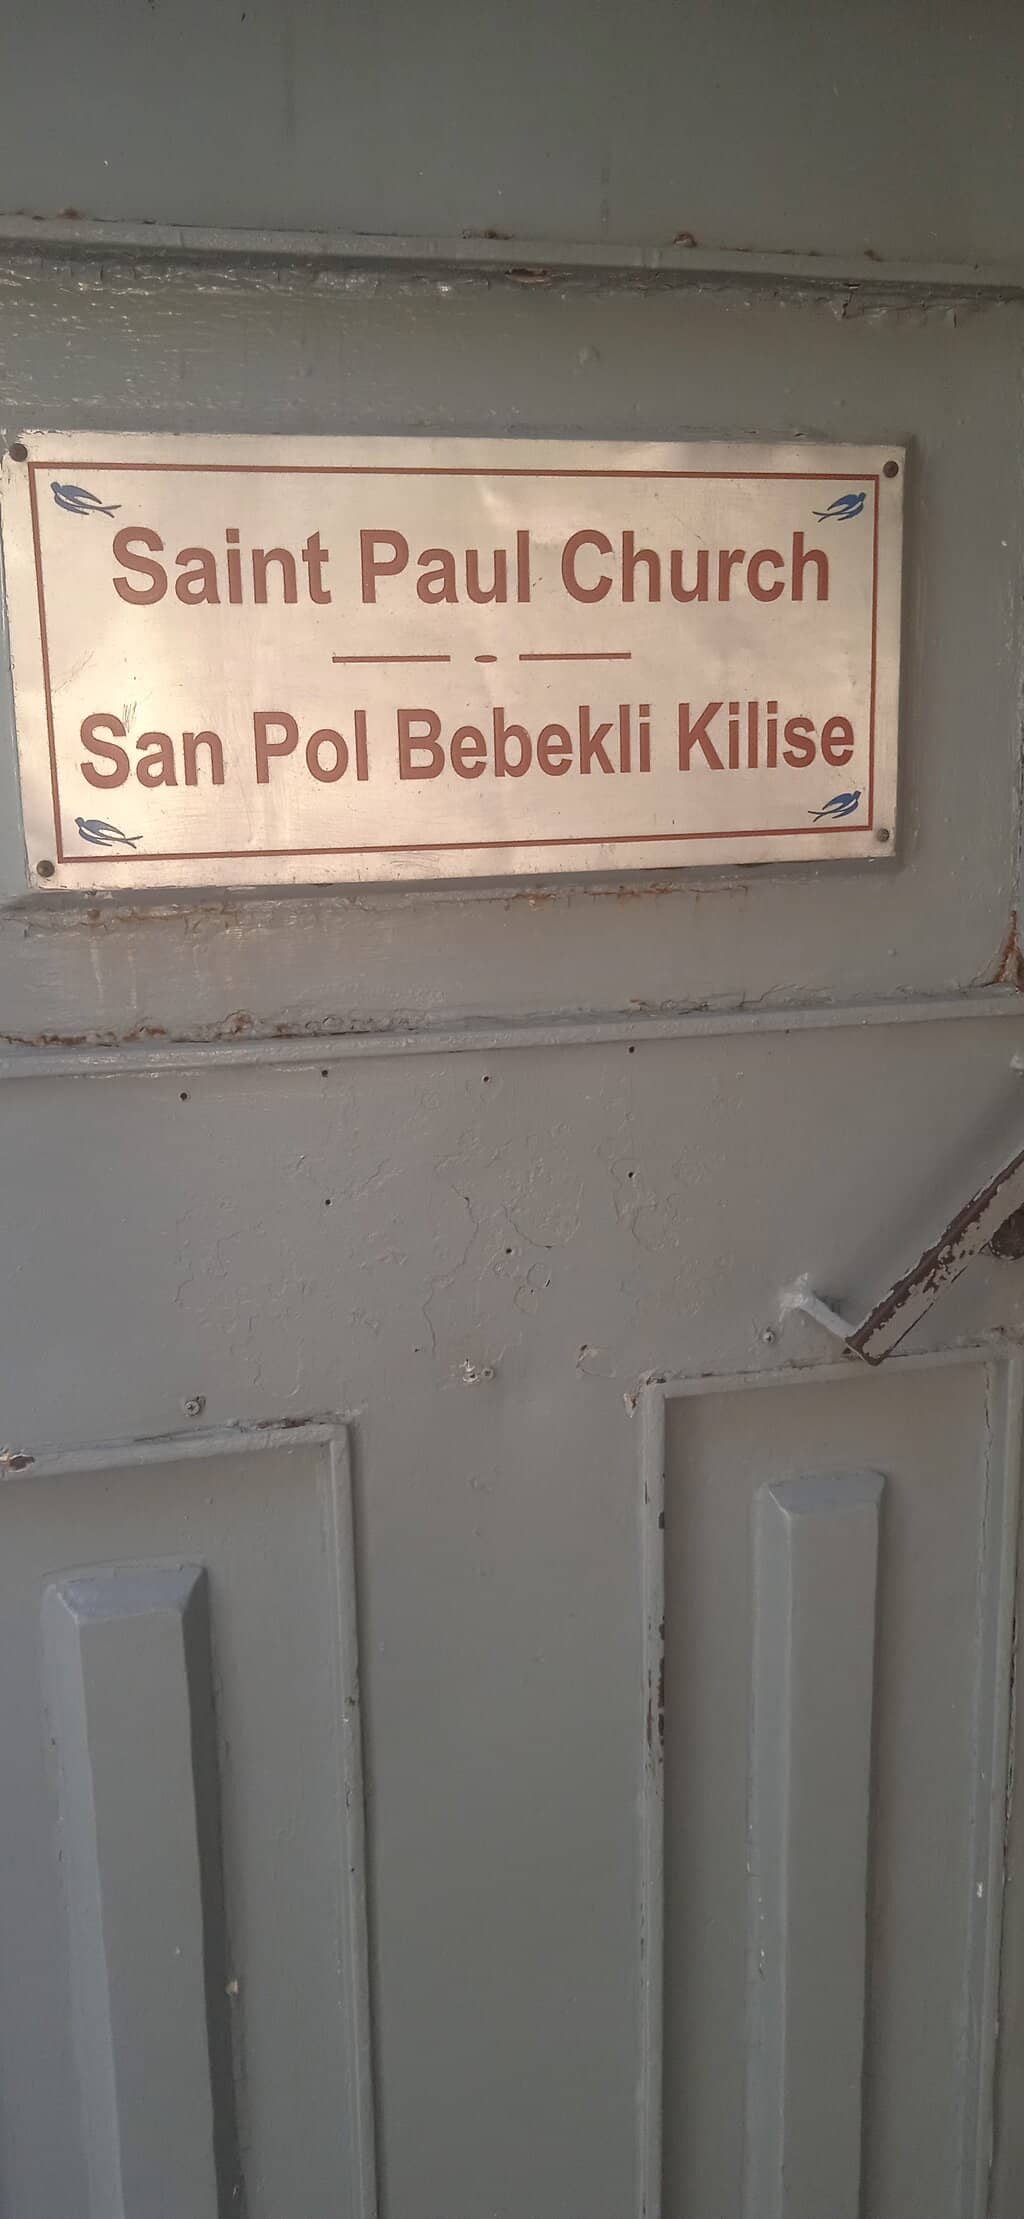 Saint Paul Church
San Pol Bebekli Kilise